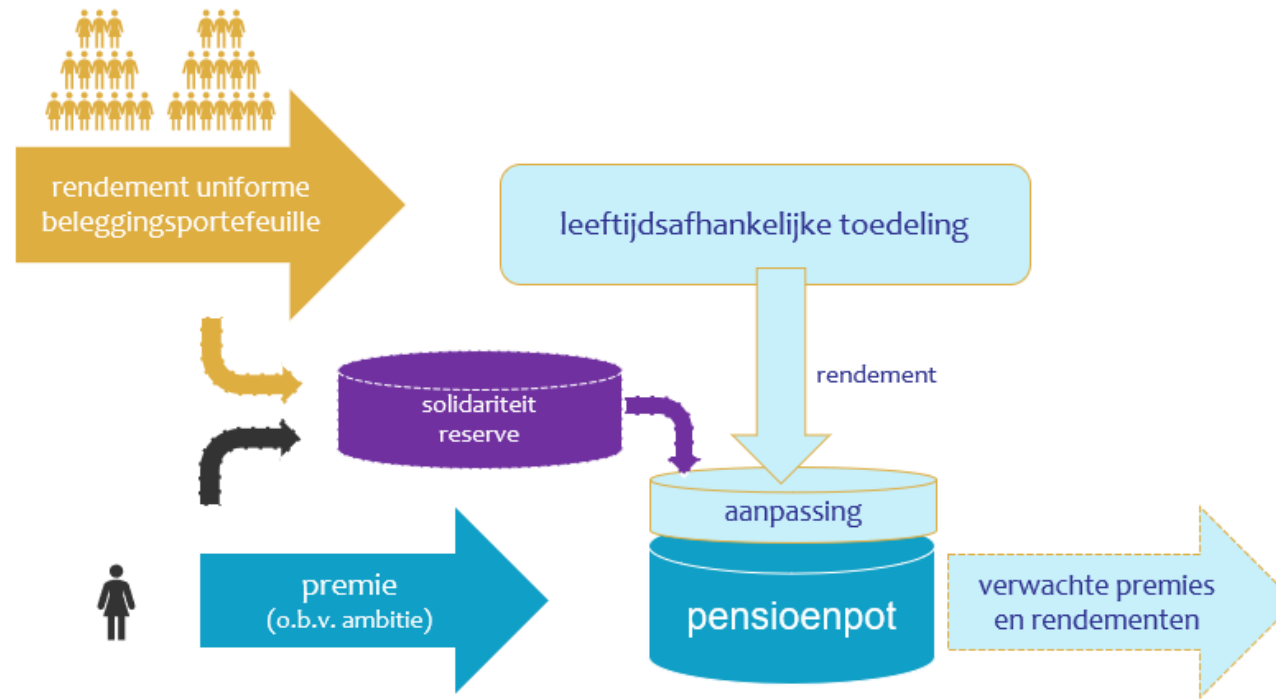 rendement uniforme
beleggingsportefeuille
leeftijdsafhankelijke toedeling
rendement
solidariteit
reserve
aanpassing
premie
(o.b.v. ambitie)
pensioenpot
verwachte premies
en rendementen